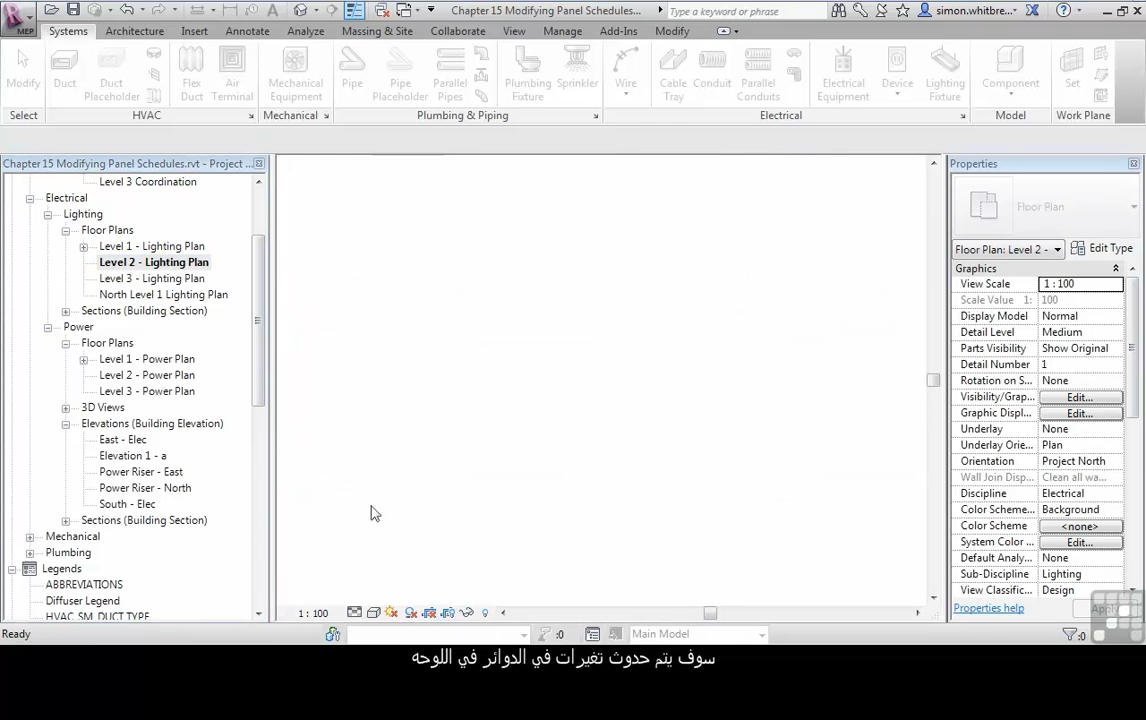 Chapter 15 Modifying Panel Schedules...
Type a keyword or phrase
simon.whitbre...
MEP
Systems Architecture Insert Annotate Analyze Massing & Site Collaborate View Manage Add-Ins Modify
Modify Duct Duct Placeholder Flex Duct Air Terminal Mechanical Equipment Pipe Pipe Placeholder Parallel Pipes Plumbing Fixture Sprinkler Wire Cable Tray Conduit Parallel Conduits Electrical Equipment Device Lighting Fixture Component Set
Select HVAC Mechanical Plumbing & Piping Electrical Model Work Plane
Chapter 15 Modifying Panel Schedules.rvt - Project ...
Level 3 Coordination
Electrical
Lighting
Floor Plans
Level 1 - Lighting Plan
Level 2 - Lighting Plan
Level 3 - Lighting Plan
North Level 1 Lighting Plan
Sections (Building Section)
Power
Floor Plans
Level 1 - Power Plan
Level 2 - Power Plan
Level 3 - Power Plan
3D Views
Elevations (Building Elevation)
East - Elec
Elevation 1 - a
Power Riser - East
Power Riser - North
South - Elec
Sections (Building Section)
Mechanical
Plumbing
Legends
ABBREVIATIONS
Diffuser Legend
HVAC_SM_DUCT TYPE
Properties
Floor Plan
Floor Plan: Level 2 - Edit Type
Graphics
View Scale 1 : 100
Scale Value 1: 100
Display Model Normal
Detail Level Medium
Parts Visibility Show Original
Detail Number 1
Rotation on S... None
Visibility/Grap... Edit...
Graphic Displ... Edit...
Underlay None
Underlay Orie... Plan
Orientation Project North
Wall Join Disp... Clean all wa...
Discipline Electrical
Color Scheme... Background
Color Scheme <none>
System Color ... Edit...
Default Analy... None
Sub-Discipline Lighting
View Classific... Design
Properties help Apply
1 : 100
Ready :0 Main Model :0
سوف يتم حدوث تغيرات في الدوائر في اللوحه